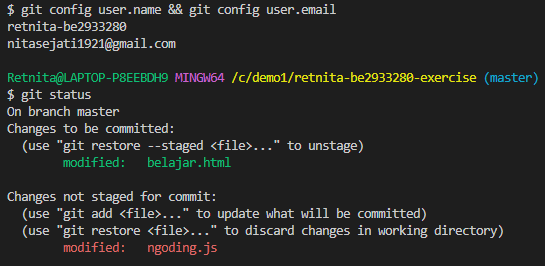 $ git config user.name && git config user.email
retnita-be2933280
nitasejati1921@gmail.com
Retnita@LAPTOP-P8EEBDH9 MINGW64 /c/demo1/retnita-be2933280-exercise (master)
$ git status
On branch master
Changes to be committed:
  (use "git restore --staged <file>..." to unstage)
        modified:   belajar.html
Changes not staged for commit:
  (use "git add <file>..." to update what will be committed)
  (use "git restore <file>..." to discard changes in working directory)
        modified:   ngoding.js